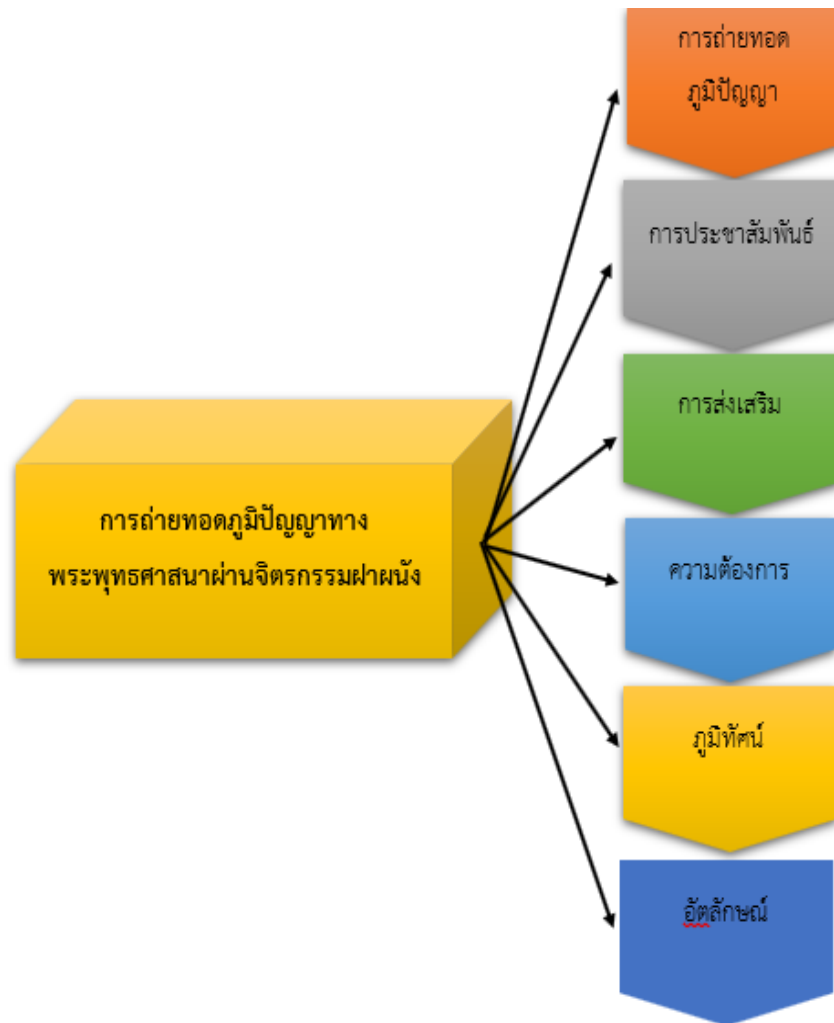 การถ่ายทอด
ภูมิปัญญา
การประชาสัมพันธ์
การส่งเสริม
การถ่ายทอดภูมิปัญญาทาง
พระพุทธศาสนาผ่านจิตรกรรมฝาผนัง
ความต้องการ
ภูมิทัศน์
อัตลักษณ์